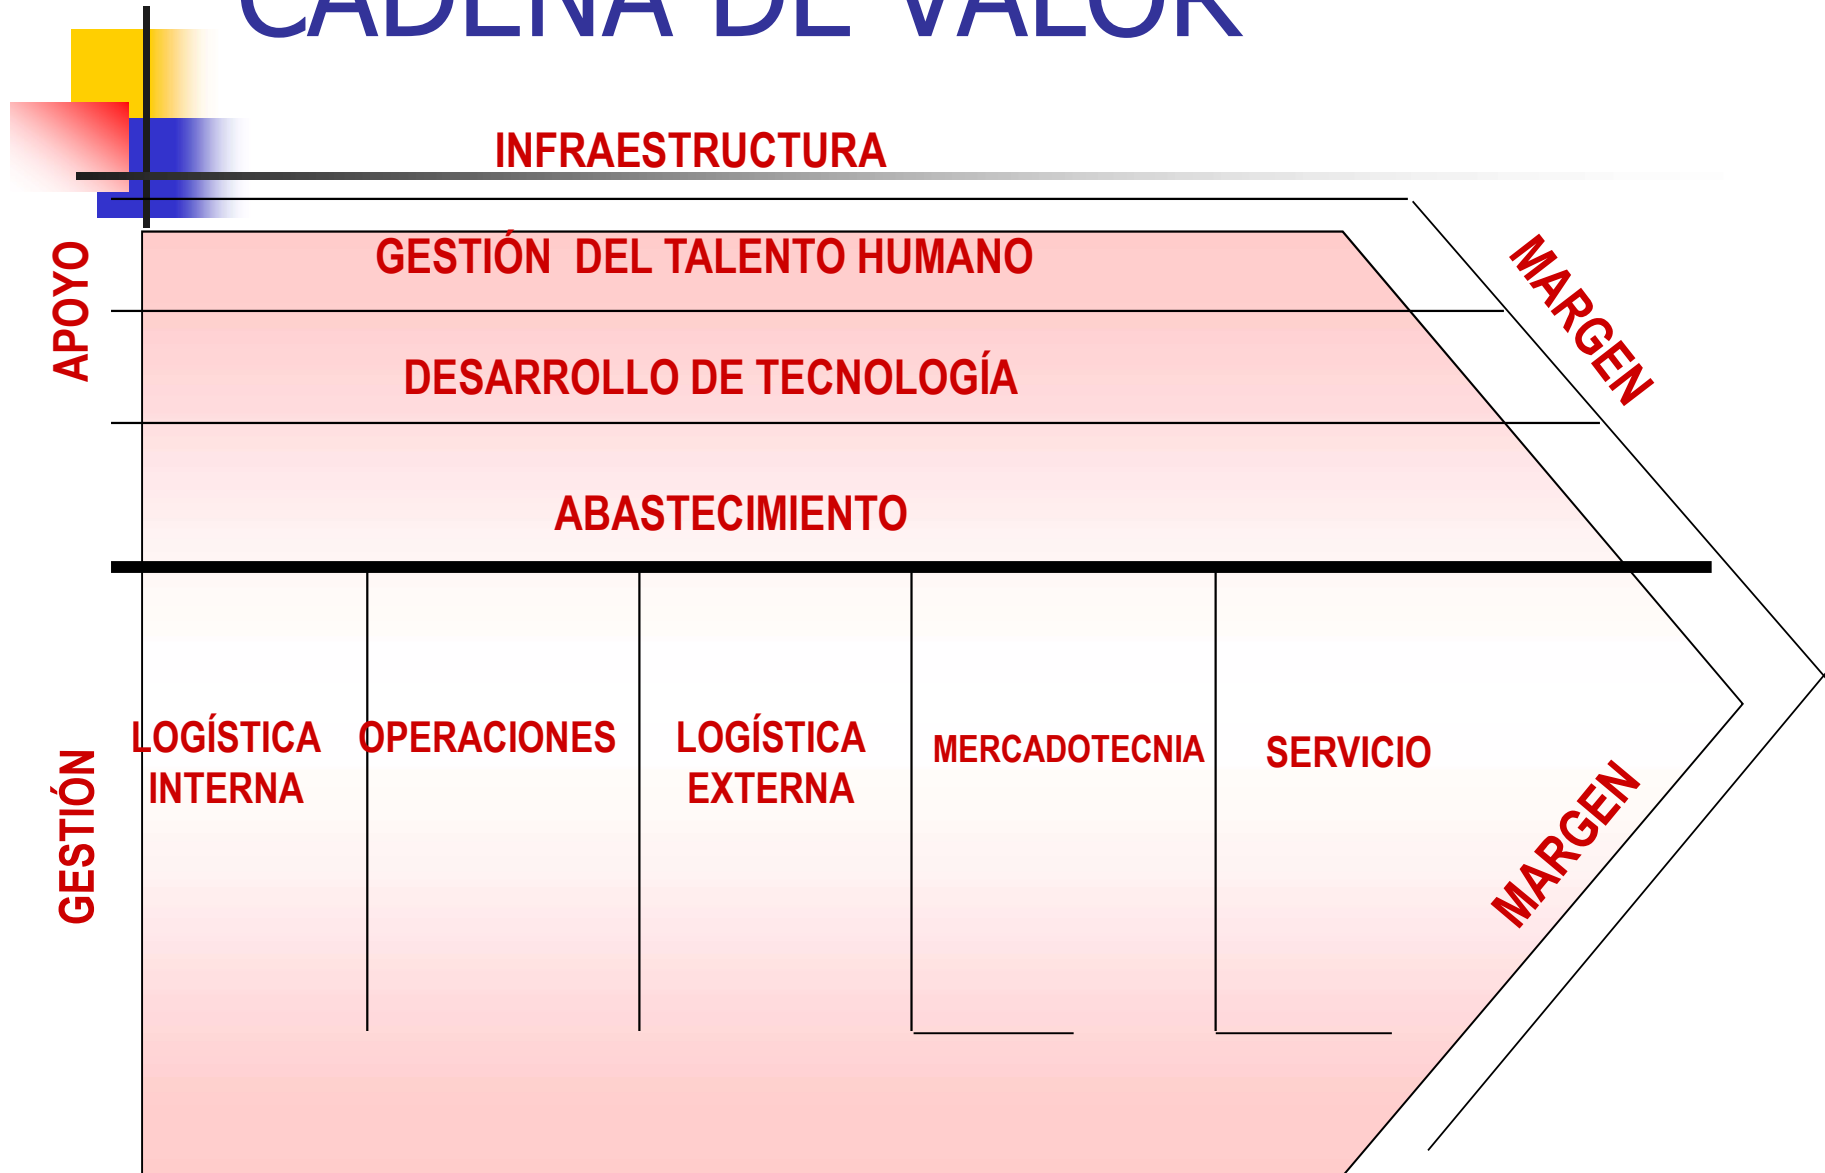 CADENA DE VALOR
INFRAESTRUCTURA
APOYO
GESTIÓN DEL TALENTO HUMANO
MARGEN
DESARROLLO DE TECNOLOGÍA
ABASTECIMIENTO
GESTIÓN
LOGÍSTICA
INTERNA
OPERACIONES
LOGÍSTICA
EXTERNA
MERCADOTECNIA
SERVICIO
MARGEN